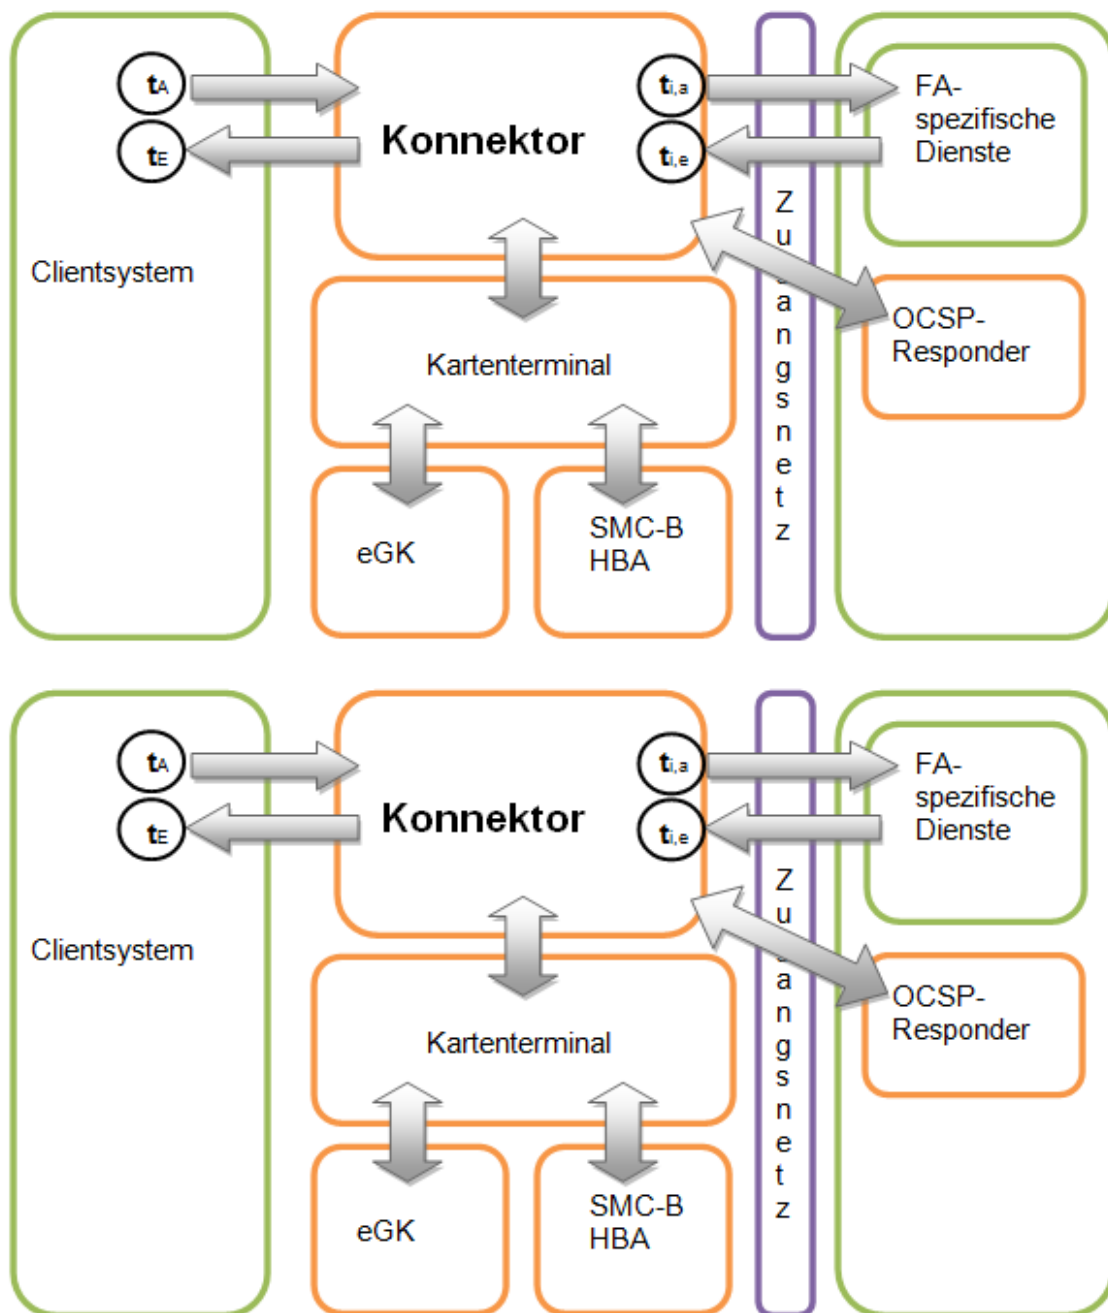 tA
Konnektor
ti,a
FA-
spezifische
Dienste
tE
ti,e
Clientsystem
Z
u
a
n
g
s
n
e
t
z
OCSP-
Responder
Kartenterminal
eGK
SMC-B
HBA
tA
Konnektor
ti,a
FA-
spezifische
Dienste
tE
ti,e
Clientsystem
Z
u
a
n
g
s
n
e
t
z
OCSP-
Responder
Kartenterminal
eGK
SMC-B
HBA